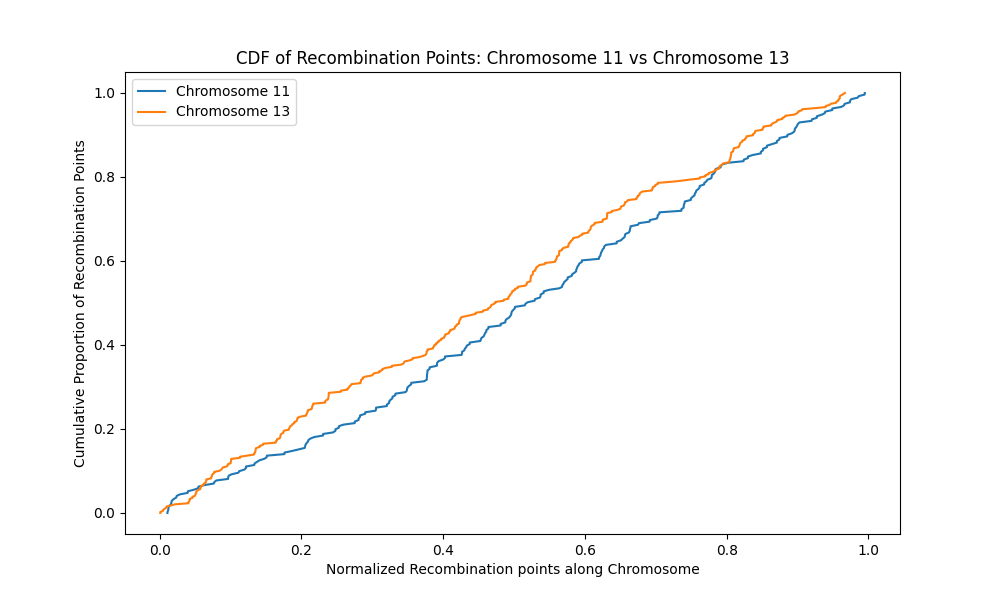 CDF of Recombination Points: Chromosome 11 vs Chromosome 13
Chromosome 11
Chromosome 13
Cumulative Proportion of Recombination Points
1.0
0.8
0.6
0.4
0.2
0.0
0.0 0.2 0.4 0.6 0.8 1.0
Normalized Recombination points along Chromosome